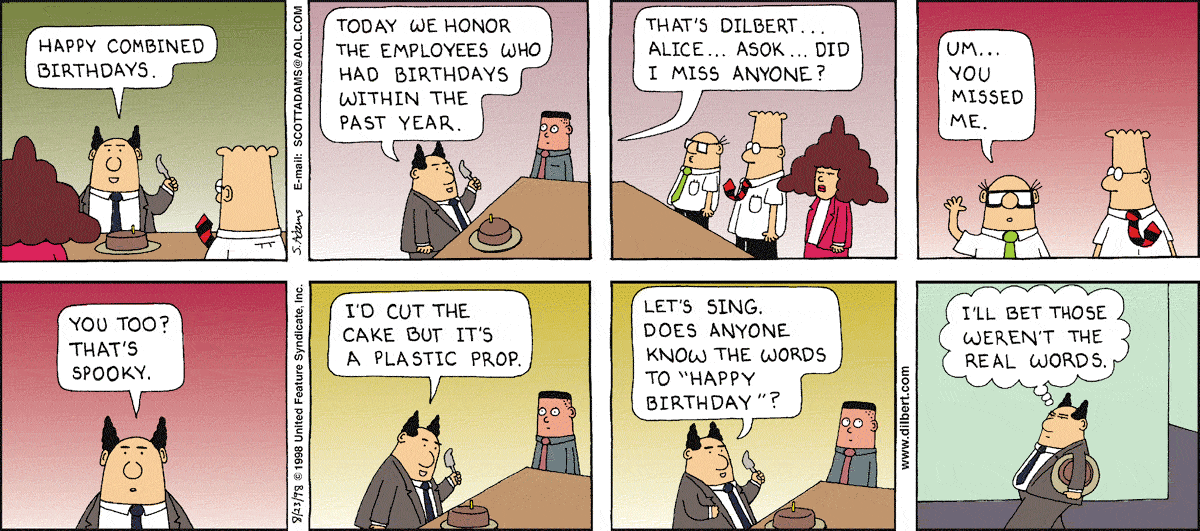 HAPPY COMBINED
BIRTHDAYS.
S. Adams
E-mail: SCOTTADAMS@AOL.COM
TODAY WE HONOR
THE EMPLOYEES WHO
HAD BIRTHDAYS
WITHIN THE
PAST YEAR.
THAT'S DILBERT...
ALICE... ASOK... DID
I MISS ANYONE?
UM...
YOU
MISSED
ME.
YOU TOO?
THAT'S
SPOOKY.
8/23/98 © 1998 United Feature Syndicate, Inc.
I'D CUT THE
CAKE BUT IT'S
A PLASTIC PROP.
LET'S SING.
DOES ANYONE
KNOW THE WORDS
TO "HAPPY
BIRTHDAY"?
www.dilbert.com
I'LL BET THOSE
WEREN'T THE
REAL WORDS.